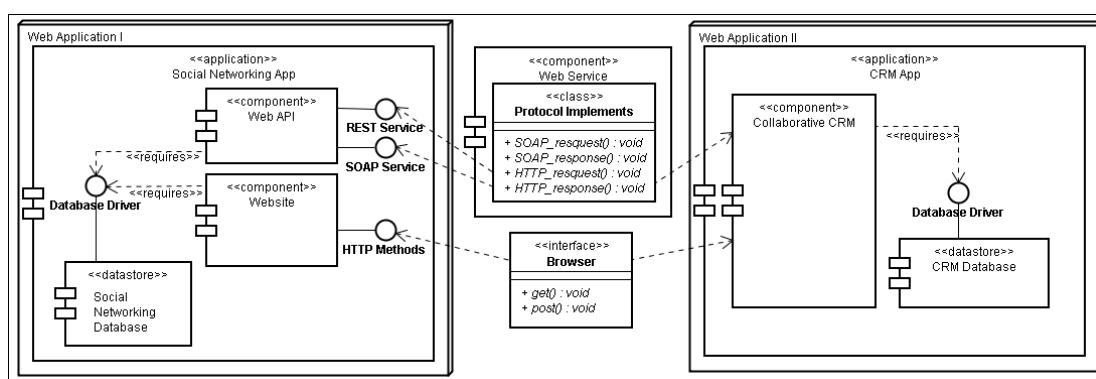 Web Application I
<<application>>
Social Networking App
<<component>>
Web API
REST Service
<<requires>>
SOAP Service
<<requires>>
Database Driver
<<component>>
Website
HTTP Methods
<<datastore>>
Social
Networking
Database
<<component>>
Web Service
<<class>>
Protocol Implements
+ SOAP_resquest() : void
+ SOAP_response() : void
+ HTTP_resquest() : void
+ HTTP_response() : void
<<interface>>
Browser
+ get() : void
+ post() : void
Web Application II
<<application>>
CRM App
<<component>>
Collaborative CRM
<<requires>>
Database Driver
<<datastore>>
CRM Database